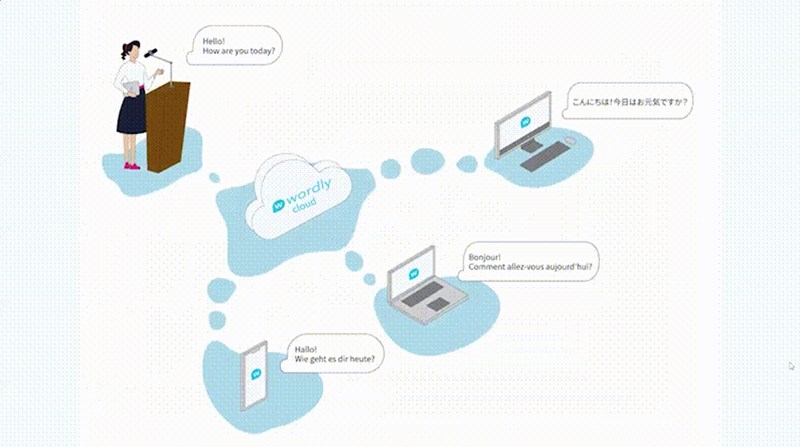 Hello!
How are you today?
こんにちは！今日はお元気ですか？
wordly
cloud
Bonjour!
Comment allez-vous aujourd'hui?
Hallo!
Wie geht es dir heute?